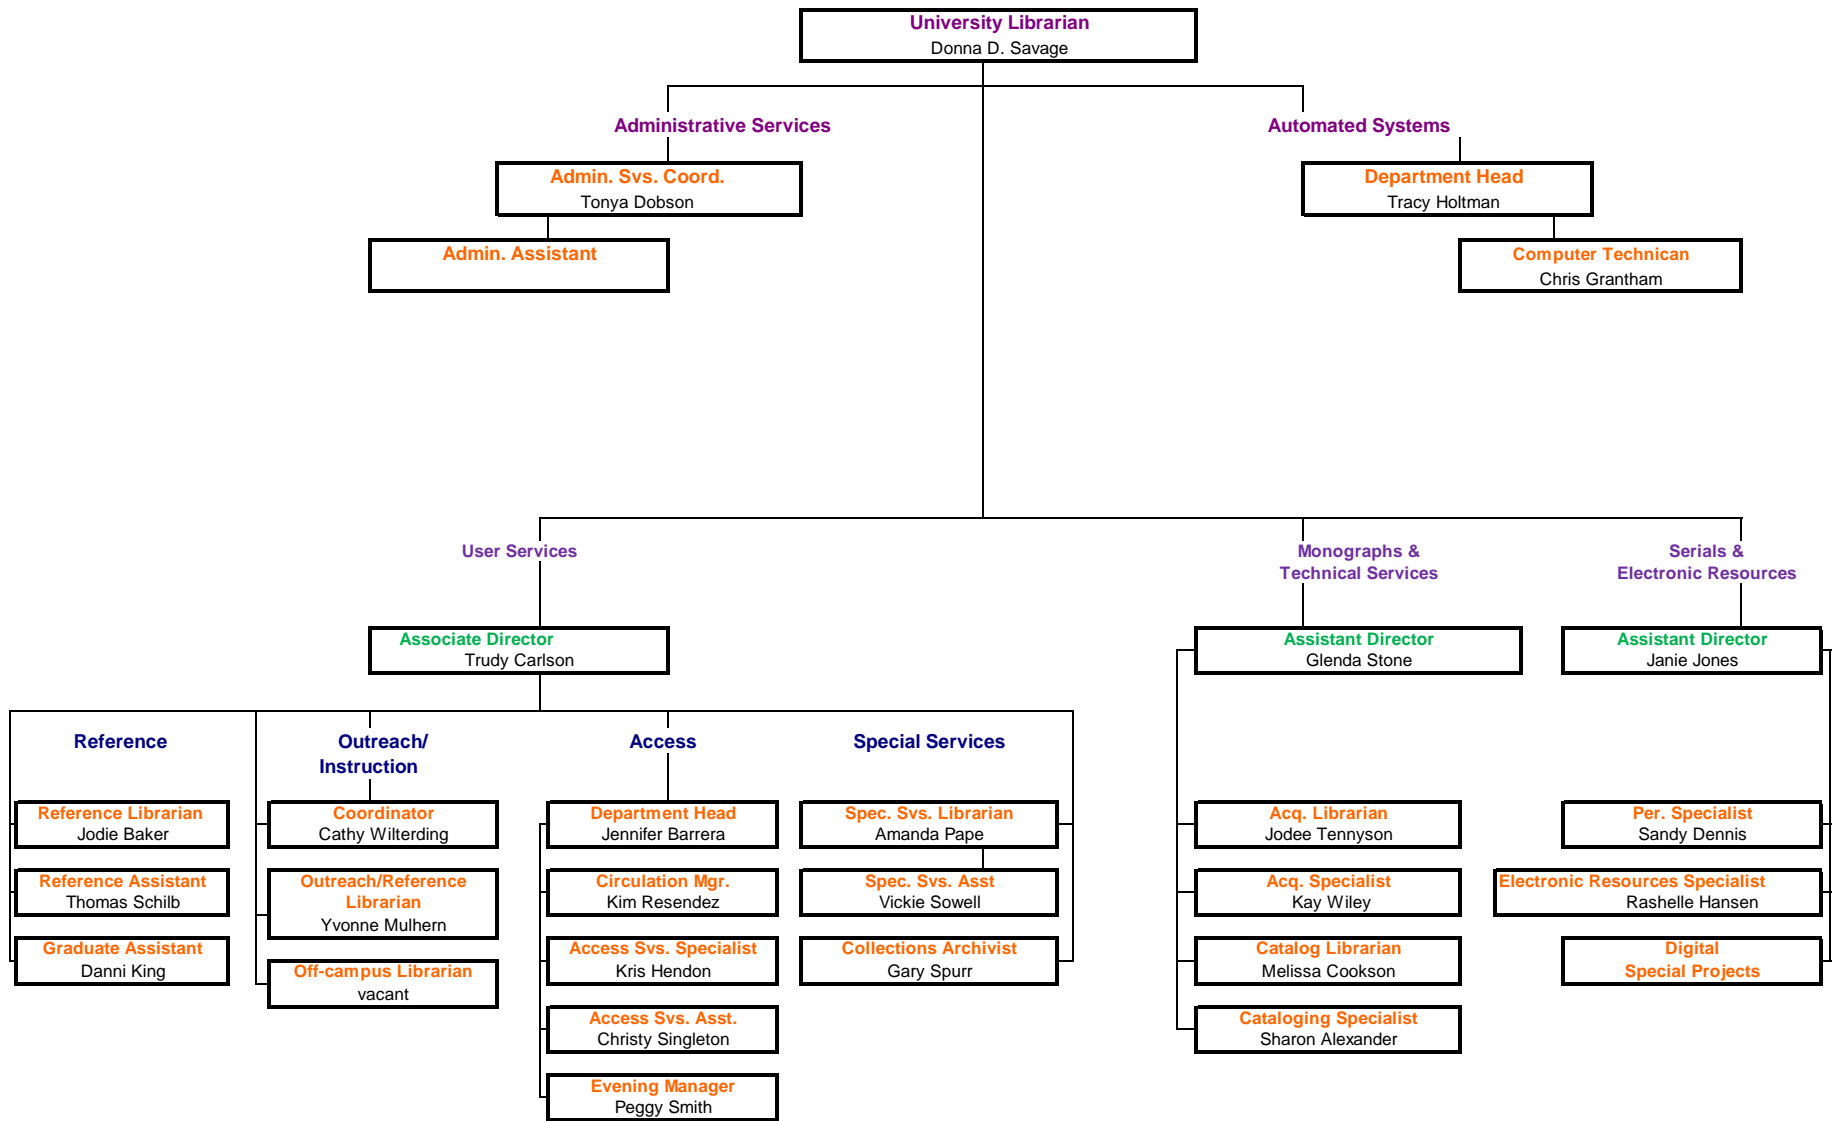 University Librarian
Donna D. Savage
Administrative Services
Automated Systems
Admin. Svs. Coord.
Tonya Dobson
Department Head
Tracy Holtman
Admin. Assistant
Computer Technican
Chris Grantham
User Services
Monographs &
Technical Services
Serials &
Electronic Resources
Associate Director
Trudy Carlson
Assistant Director
Glenda Stone
Assistant Director
Janie Jones
Reference
Outreach/
Instruction
Access
Special Services
Reference Librarian
Jodie Baker
Reference Assistant
Thomas Schilb
Graduate Assistant
Danni King
Coordinator
Cathy Wilterding
Outreach/Reference
Librarian
Yvonne Mulhern
Off-campus Librarian
vacant
Department Head
Jennifer Barrera
Circulation Mgr.
Kim Resendez
Access Svs. Specialist
Kris Hendon
Access Svs. Asst.
Christy Singleton
Evening Manager
Peggy Smith
Spec. Svs. Librarian
Amanda Pape
Spec. Svs. Asst
Vickie Sowell
Collections Archivist
Gary Spurr
Acq. Librarian
Jodee Tennyson
Acq. Specialist
Kay Wiley
Catalog Librarian
Melissa Cookson
Cataloging Specialist
Sharon Alexander
Per. Specialist
Sandy Dennis
Electronic Resources Specialist
Rashelle Hansen
Digital
Special Projects